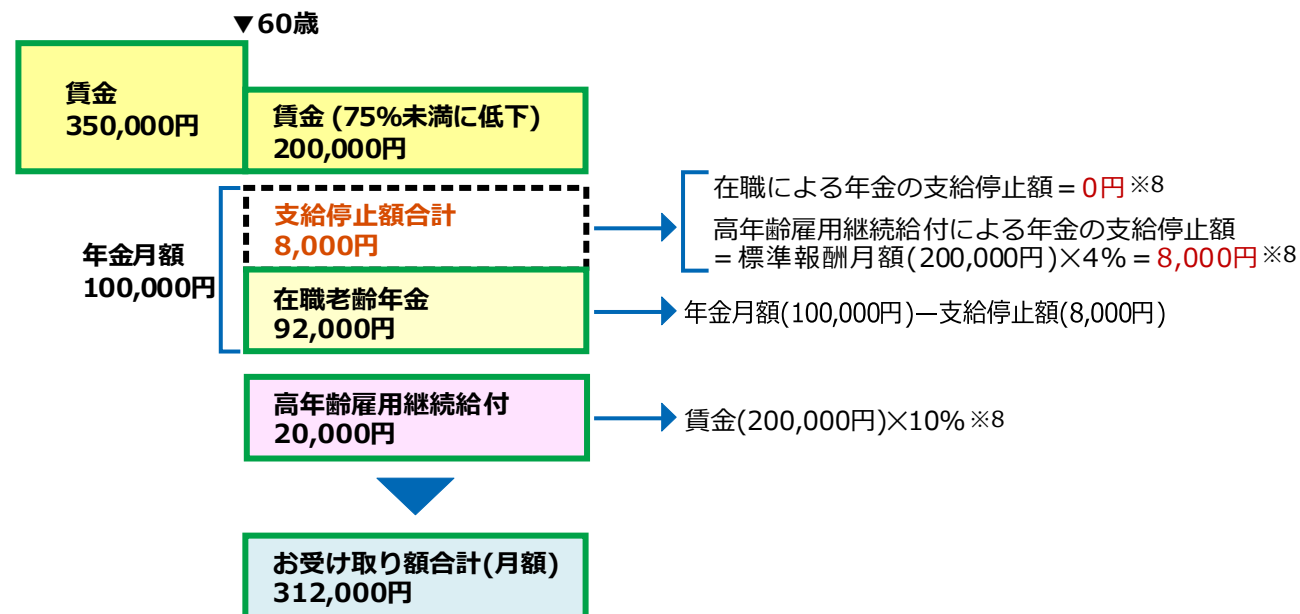 ▼60歳
賃金
350,000円
賃金 (75%未満に低下)
200,000円
支給停止額合計
8,000円
在職による年金の支給停止額 = 0円 ※8
高年齢雇用継続給付による年金の支給停止額
= 標準報酬月額(200,000円)×4% = 8,000円 ※8
年金月額
100,000円
在職老齢年金
92,000円
年金月額(100,000円)―支給停止額(8,000円)
高年齢雇用継続給付
20,000円
賃金(200,000円)×10% ※8
お受け取り額合計(月額)
312,000円